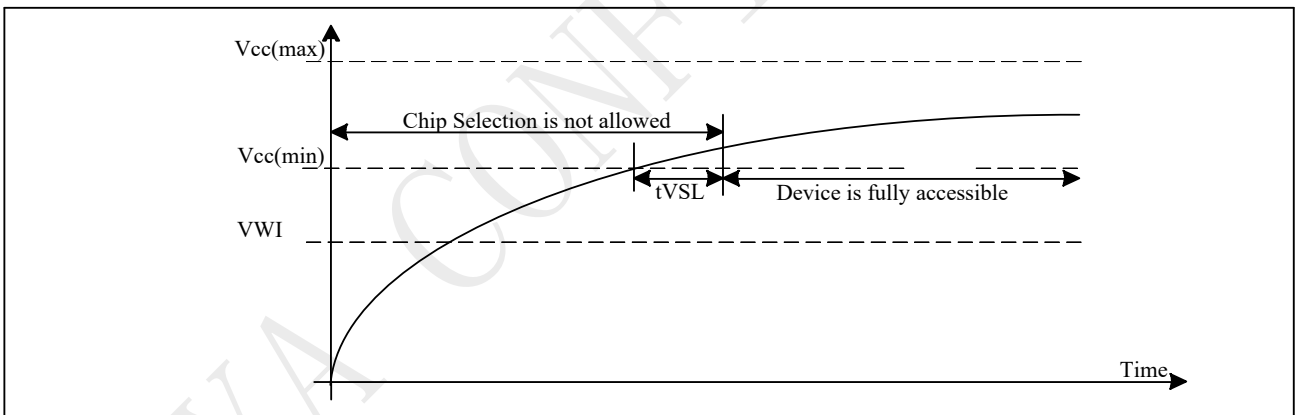 Vcc(max)
Chip Selection is not allowed
Vcc(min)
tVSL
Device is fully accessible
VWI
Time